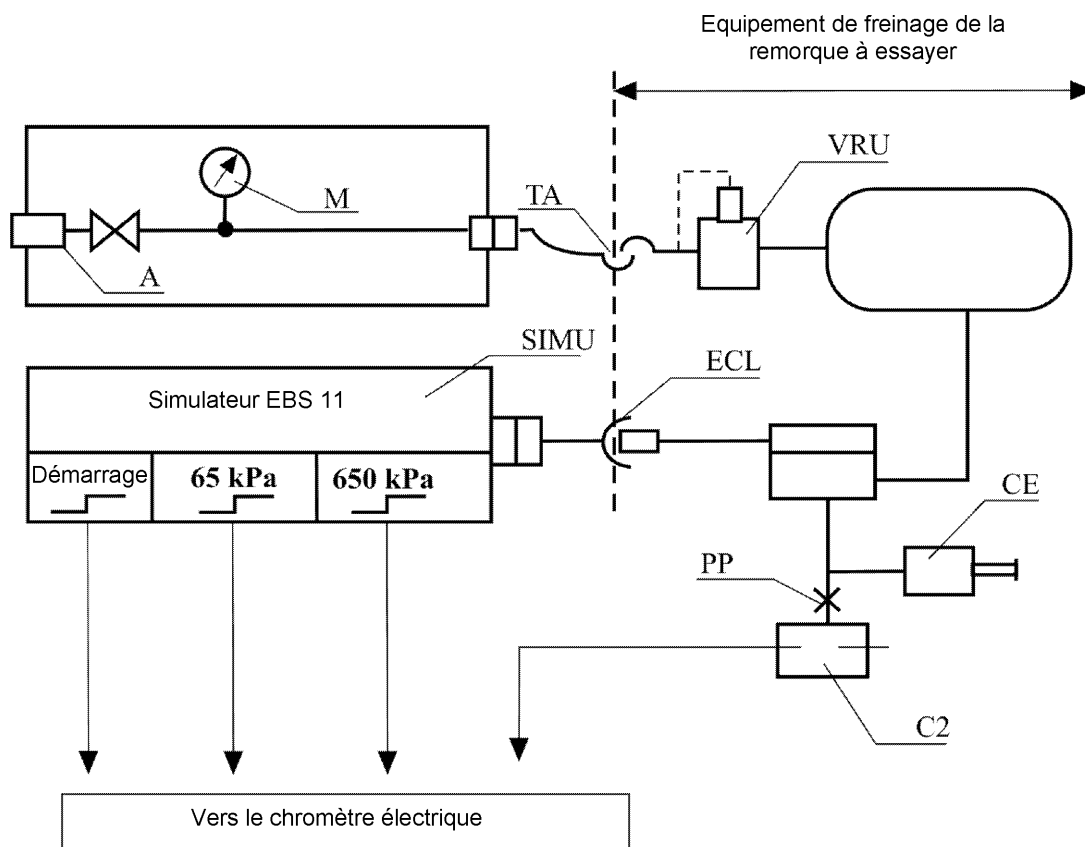 Equipement de freinage de la
remorque à essayer
VRU
M
TA
A
SIMU
ECL
Simulateur EBS 11
Démarrage
65 kPa
650 kPa
CE
PP
C2
Vers le chromètre électrique